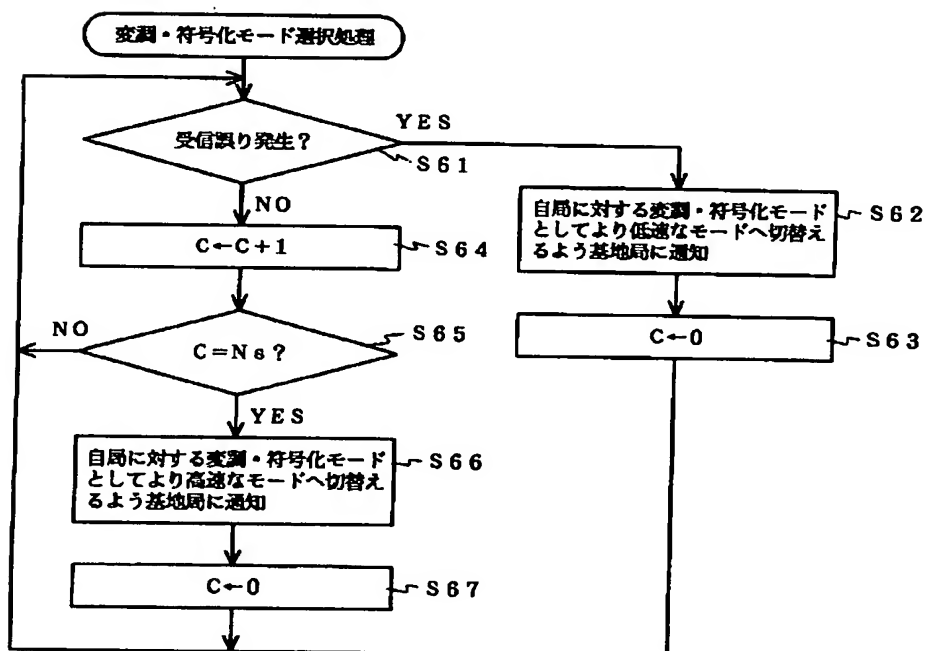 変調・符号化モード選択処理
受信誤り発生？
YES
S61
NO
自局に対する変調・符号化モード
としてより低速なモードへ切替え
るよう基地局に通知
S62
C←C+1
S64
C=Ns?
S65
NO
C←0
S63
YES
自局に対する変調・符号化モード
としてより高速なモードへ切替え
るよう基地局に通知
S66
C←0
S67